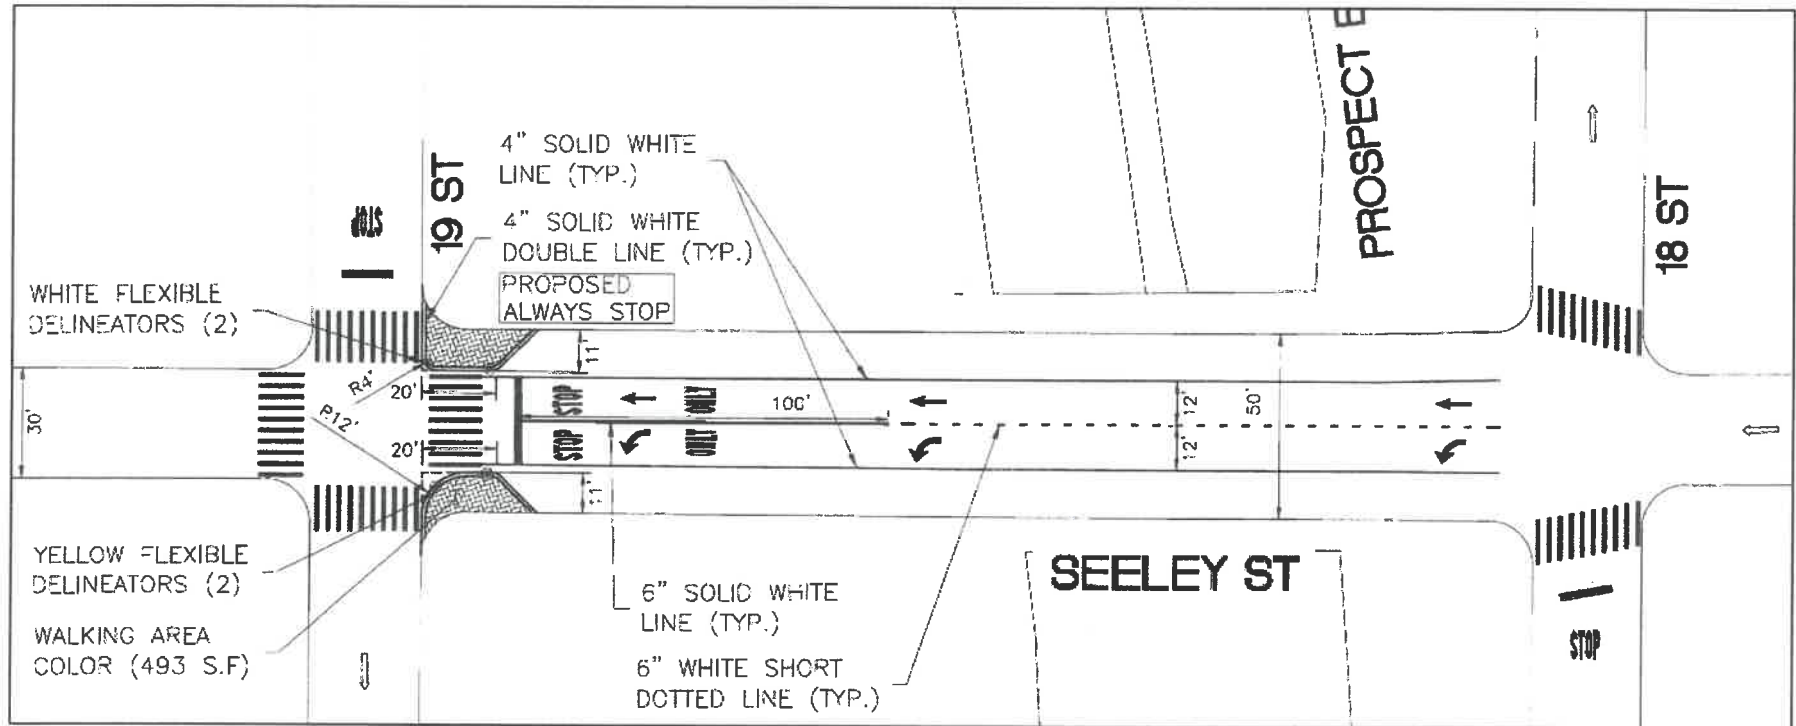 PROSPECT
4" SOLID WHITE
LINE (TYP.)
19 ST
18 ST
STOP
4" SOLID WHITE
DOUBLE LINE (TYP.)
PROPOSED
ALWAYS STOP
WHITE FLEXIBLE
DELINEATORS (2)
11'
R4'
20'
STOP
ONLY
100'
12'
50'
30'
R12'
20'
STOP
ONLY
12'
11'
YELLOW FLEXIBLE
DELINEATORS (2)
SEELEY ST
6" SOLID WHITE
LINE (TYP.)
WALKING AREA
COLOR (493 S.F)
STOP
6" WHITE SHORT
DOTTED LINE (TYP.)